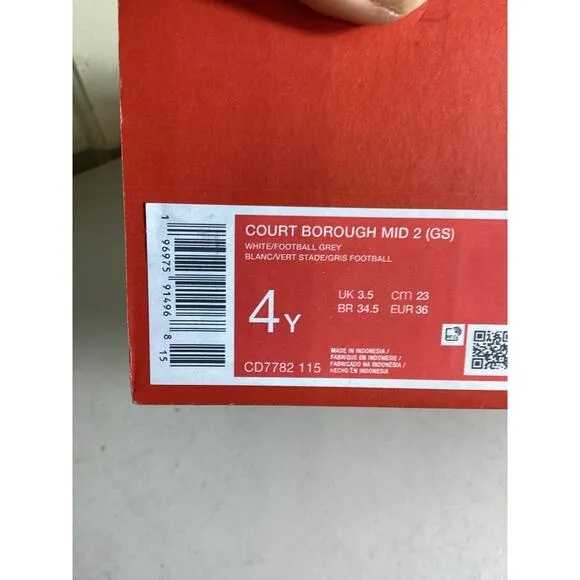 COURT BOROUGH MID 2 (GS)
WHITE/FOOTBALL GREY
BLANC/VERT STADE/GRIS FOOTBALL
4Y
UK 3.5 cm 23
BR 34.5 EUR 36
CD7782 115
MADE IN INDONESIA /
FABRIQUE EN INDONESIE /
FABRICADO NA INDONÉSIA /
HECHO EN INDONESIA
1 96975 91496 8 15